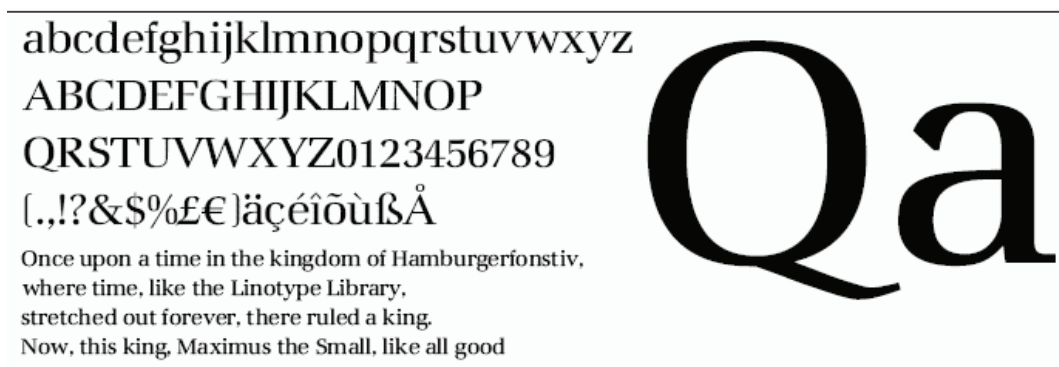 abcdefghijklmnopqrstuvwxyz
ABCDEFGHIJKLMNOP
QRSTUVWXYZ0123456789
(.,!?&$%£€)äçéîõùßÅ
Once upon a time in the kingdom of Hamburgerfonstiv,
where time, like the Linotype Library,
stretched out forever, there ruled a king.
Now, this king, Maximus the Small, like all good
Qa